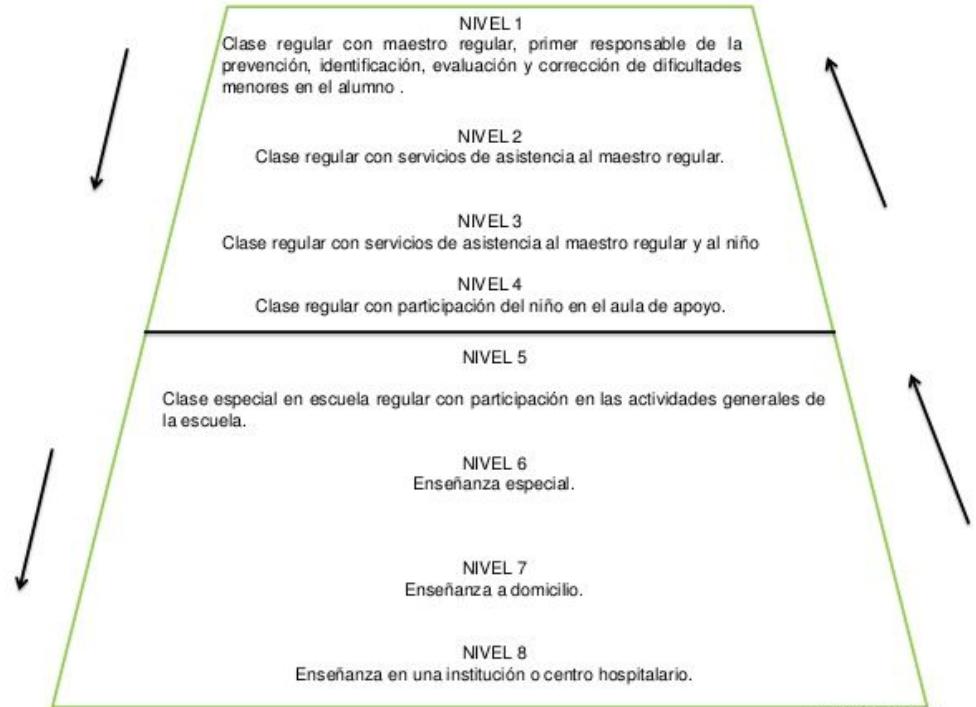 NIVEL 1
Clase regular con maestro regular, primer responsable de la
prevención, identificación, evaluación y corrección de dificultades
menores en el alumno .
NIVEL 2
Clase regular con servicios de asistencia al maestro regular.
NIVEL 3
Clase regular con servicios de asistencia al maestro regular y al niño
NIVEL 4
Clase regular con participación del niño en el aula de apoyo.
NIVEL 5
Clase especial en escuela regular con participación en las actividades generales de
la escuela.
NIVEL 6
Enseñanza especial.
NIVEL 7
Enseñanza a domicilio.
NIVEL 8
Enseñanza en una institución o centro hospitalario.